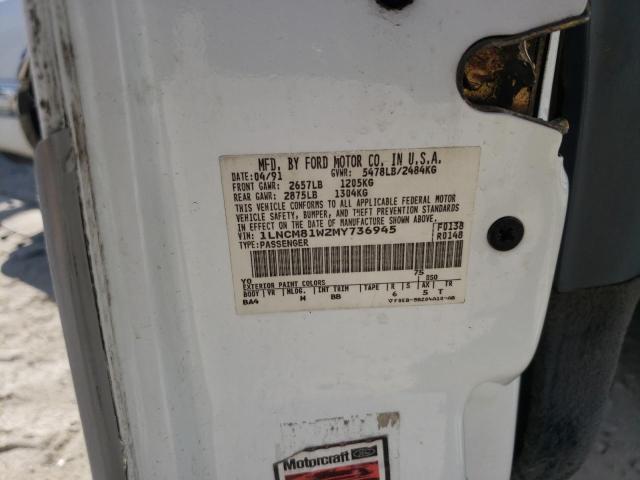 MFD. BY FORD MOTOR CO. IN U.S.A.
DATE: 04/91 GVWR: 5478LB/2484KG
FRONT GAWR: 2657LB 1205KG
REAR GAWR: 2875LB 1304KG
THIS VEHICLE CONFORMS TO ALL APPLICABLE FEDERAL MOTOR
VEHICLE SAFETY, BUMPER, AND THEFT PREVENTION STANDARDS
IN EFFECT ON THE DATE OF MANUFACTURE SHOWN ABOVE.
VIN: 1LNCM81W2MY736945 F0138
TYPE: PASSENGER R0148
YO 75
EXTERIOR PAINT COLORS DSO
BODY VR MLDG. INT TRIM TAPE R S AX TR
BA4 H BB 6 5 T
Motorcraft Ford